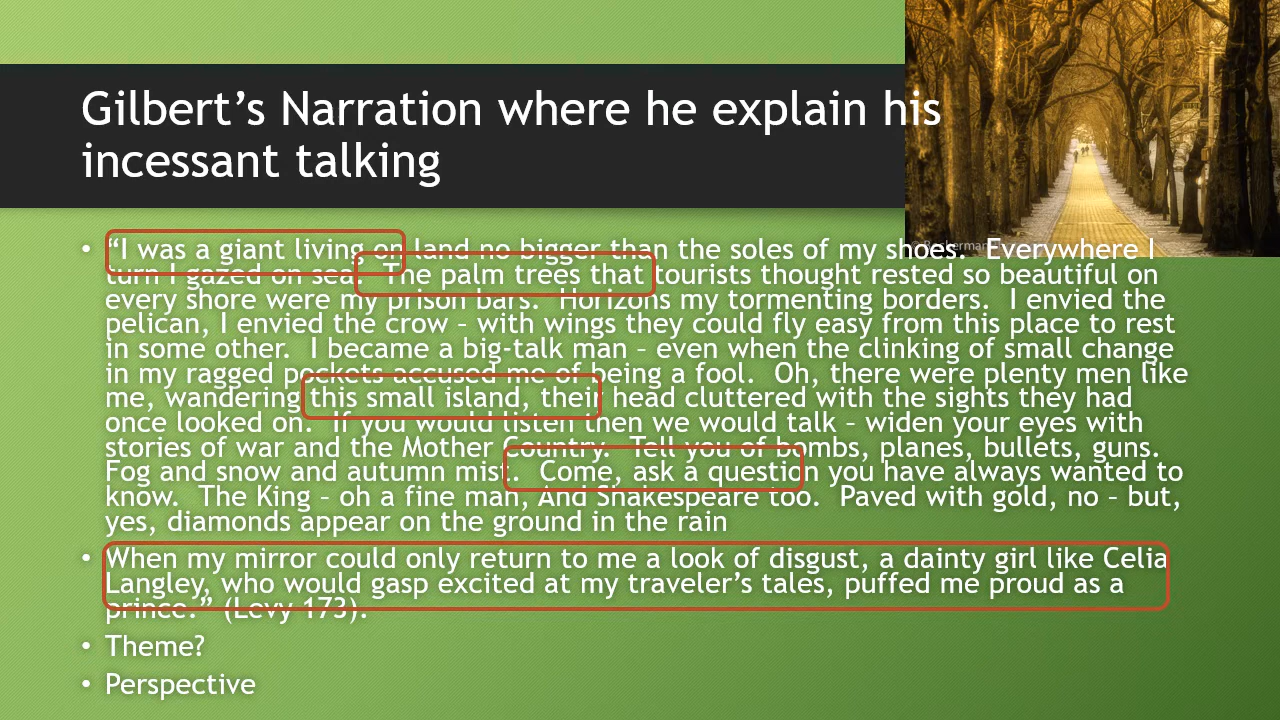 Gilbert’s Narration where he explain his
incessant talking
• “I was a giant living on land no bigger than the soles of my shoes.  Everywhere I
turn I gazed on sea.  The palm trees that tourists thought rested so beautiful on
every shore were my prison bars.  Horizons my tormenting borders.  I envied the
pelican, I envied the crow – with wings they could fly easy from this place to rest
in some other.  I became a big-talk man – even when the clinking of small change
in my ragged pockets accused me of being a fool.  Oh, there were plenty men like
me, wandering this small island, their head cluttered with the sights they had
once looked on.  If you would listen then we would talk – widen your eyes with
stories of war and the Mother Country.  Tell you of bombs, planes, bullets, guns.
Fog and snow and autumn mist.  Come, ask a question you have always wanted to
know.  The King – oh a fine man, And Shakespeare too.  Paved with gold, no – but,
yes, diamonds appear on the ground in the rain
• When my mirror could only return to me a look of disgust, a dainty girl like Celia
Langley, who would gasp excited at my traveler’s tales, puffed me proud as a
prince.” (Levy 173).
• Theme?
• Perspective